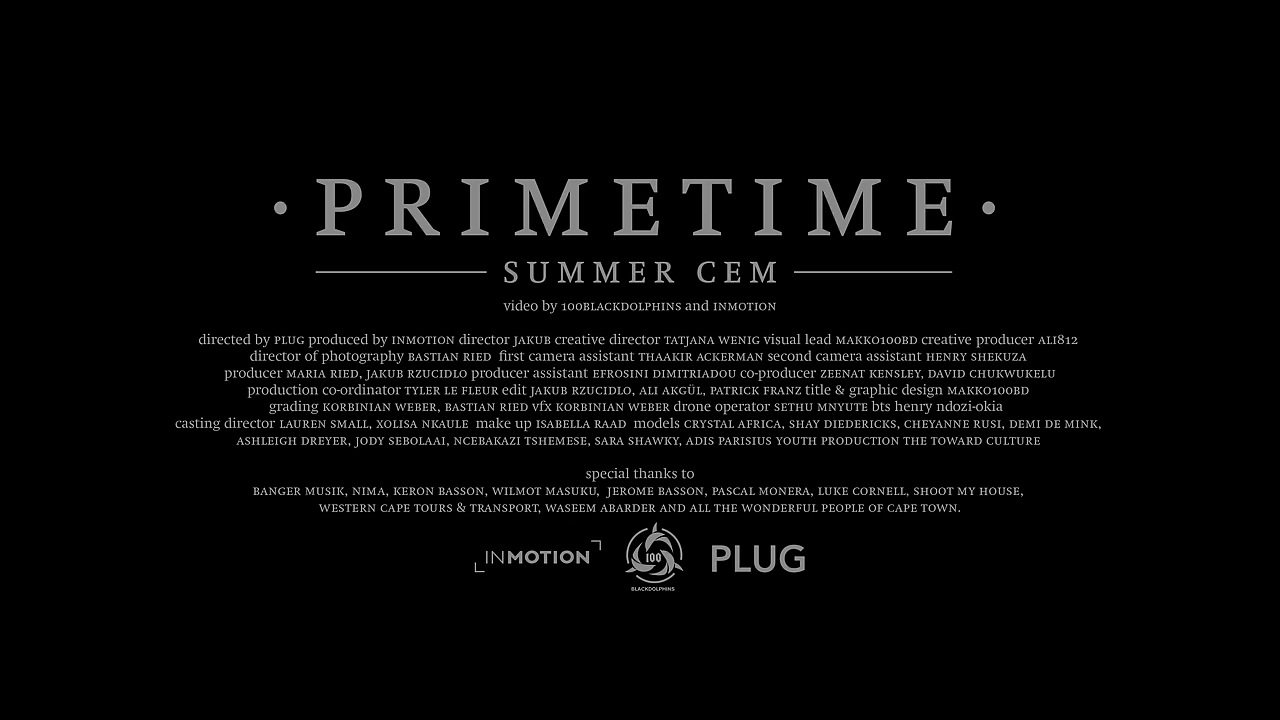 · PRIMETIME ·
SUMMER CEM
video by 100BLACKDOLPHINS and INMOTION
directed by PLUG produced by INMOTION director JAKUB creative director TATJANA WENIG visual lead MAKKO100BD creative producer ALI812
director of photography BASTIAN RIED first camera assistant THAAKIR ACKERMAN second camera assistant HENRY SHEKUZA
producer MARIA RIED, JAKUB RZUCIDLO producer assistant EFROSINI DIMITRIADOU co-producer ZEENAT KENSLEY, DAVID CHUKWUKELU
production co-ordinator TYLER LE FLEUR edit JAKUB RZUCIDLO, ALI AKGÜL, PATRICK FRANZ title & graphic design MAKKO100BD
grading KORBINIAN WEBER, BASTIAN RIED vfx KORBINIAN WEBER drone operator SETHU MNYUTE bts henry ndozi-okia
casting director LAUREN SMALL, XOLISA NKAULE make up ISABELLA RAAD models CRYSTAL AFRICA, SHAY DIEDERICKS, CHEYANNE RUSI, DEMI DE MINK,
ASHLEIGH DREYER, JODY SEBOLAAI, NCEBAKAZI TSHEMESE, SARA SHAWKY, ADIS PARISIUS YOUTH PRODUCTION THE TOWARD CULTURE
special thanks to
BANGER MUSIK, NIMA, KERON BASSON, WILMOT MASUKU, JEROME BASSON, PASCAL MONERA, LUKE CORNELL, SHOOT MY HOUSE,
WESTERN CAPE TOURS & TRANSPORT, WASEEM ABARDER AND ALL THE WONDERFUL PEOPLE OF CAPE TOWN.
INMOTION 100 PLUG
BLACKDOLPHINS